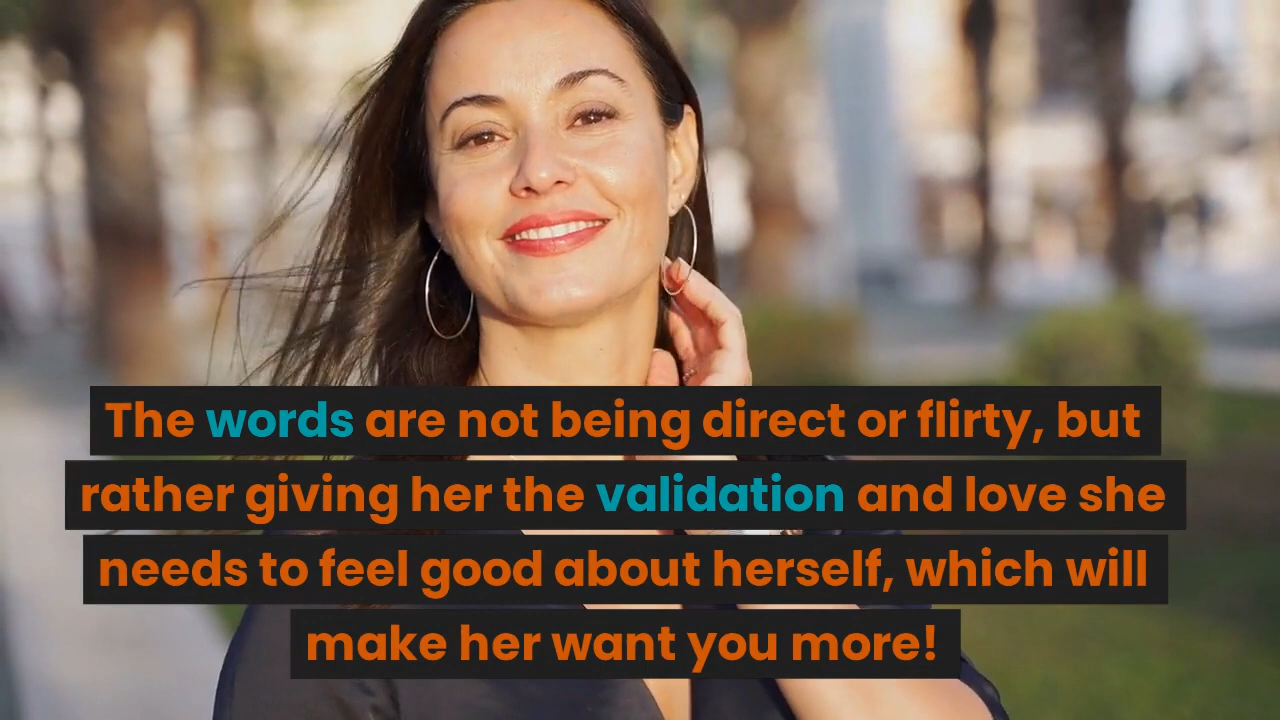 The words are not being direct or flirty, but
rather giving her the validation and love she
needs to feel good about herself, which will
make her want you more!